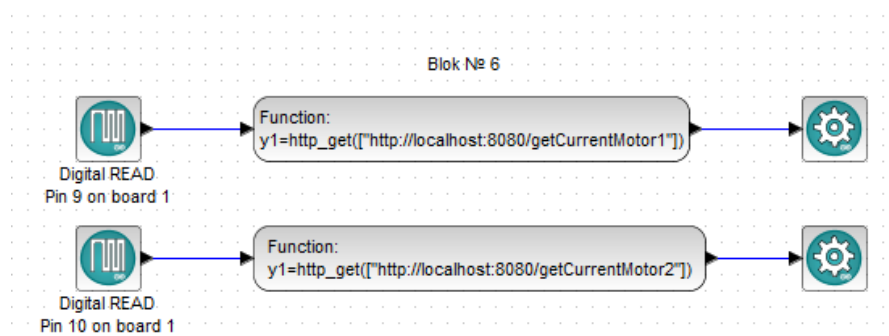 Blok № 6
Function:
y1=http_get(["http://localhost:8080/getCurrentMotor1"])
Digital READ
Pin 9 on board 1
Function:
y1=http_get(["http://localhost:8080/getCurrentMotor2"])
Digital READ
Pin 10 on board 1